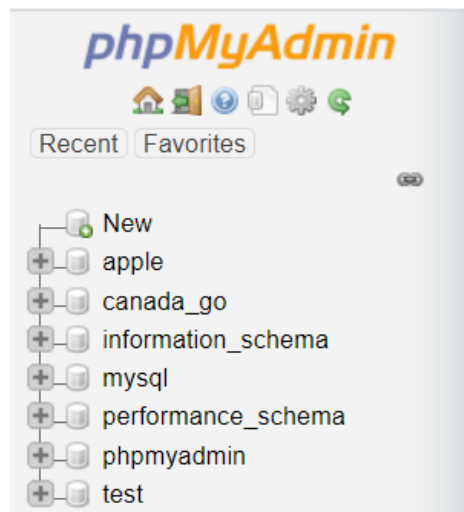 phpMyAdmin
Recent Favorites
New
apple
canada_go
information_schema
mysql
performance_schema
phpmyadmin
test